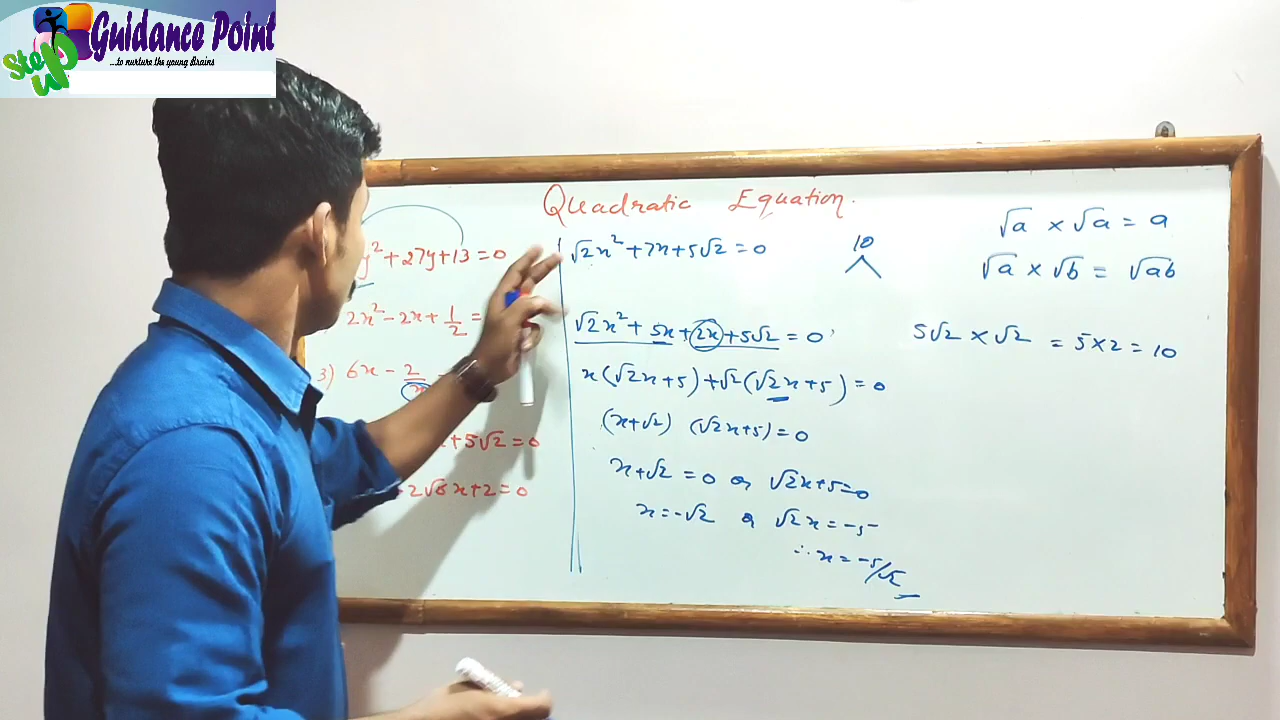 Step up Guidance Point
...to nurture the young Brains
Quadratic Equation.
y² + 27y + 13 = 0
2x² - 2x + 1/2 =
3) 6x - 2/x
x + 5√2 = 0
+ 2√6x + 2 = 0
√2x² + 7x + 5√2 = 0
√2x² + 5x + 2x + 5√2 = 0
x(√2x + 5) + √2(√2x + 5) = 0
(x + √2) (√2x + 5) = 0
x + √2 = 0 or √2x + 5 = 0
x = -√2 or √2x = -5
∴ x = -5/√2
10
√a × √a = a
√a × √b = √ab
5√2 × √2 = 5 × 2 = 10